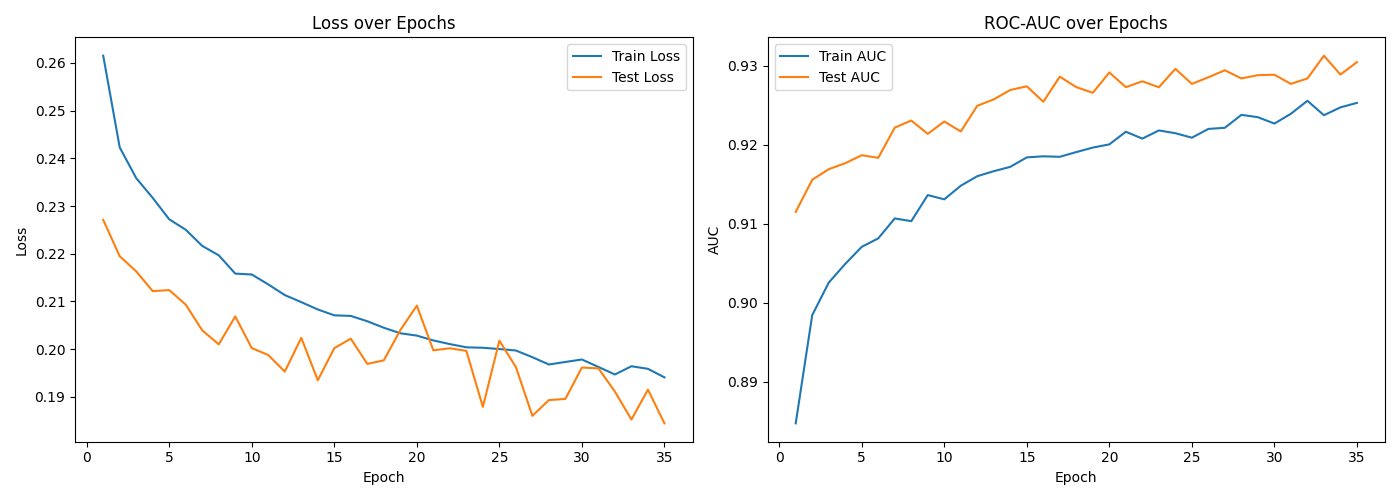 Loss over Epochs
Train Loss
Test Loss
0.26
0.25
0.24
0.23
0.22
0.21
0.20
0.19
Loss
0 5 10 15 20 25 30 35
Epoch
ROC-AUC over Epochs
Train AUC
Test AUC
0.93
0.92
0.91
0.90
0.89
AUC
0 5 10 15 20 25 30 35
Epoch